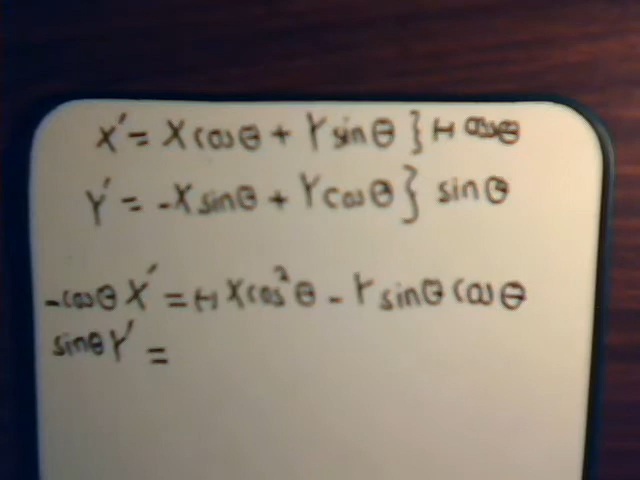 X' = X cos θ + Y sin θ } (-) cos θ
Y' = -X sin θ + Y cos θ } sin θ
-cos θ X' = (-) X cos² θ - Y sin θ cos θ
sin θ Y' =